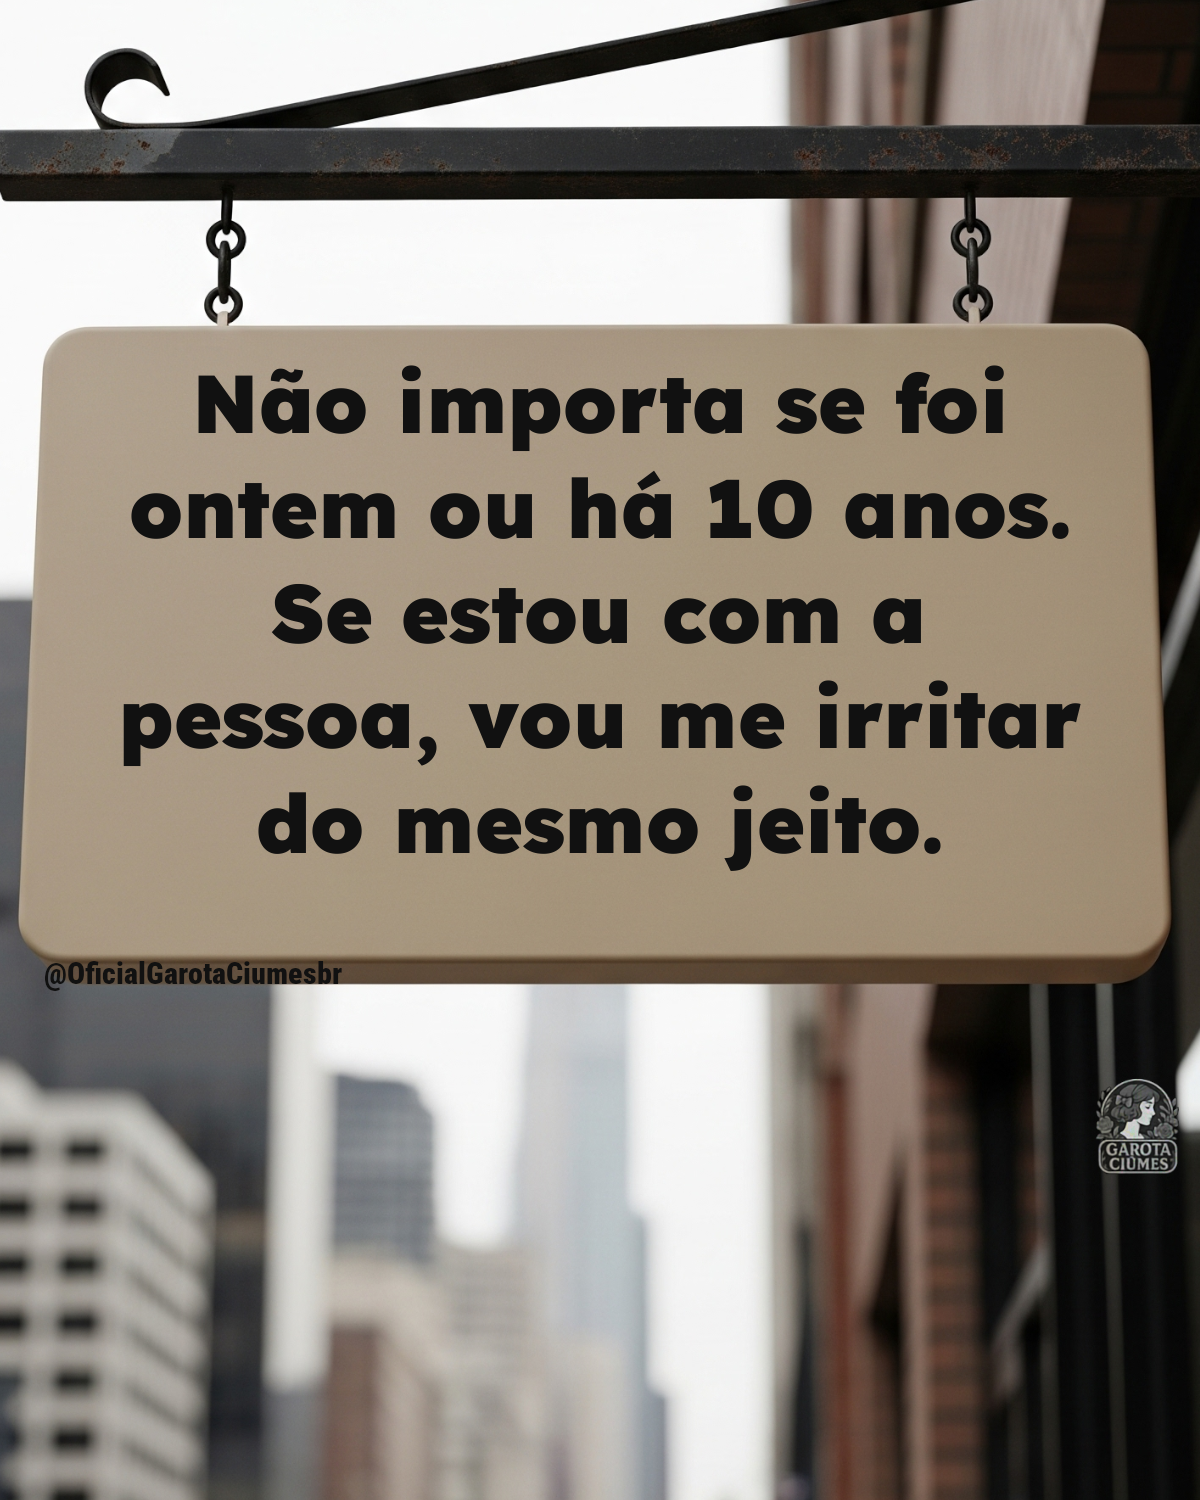 Não importa se foi
ontem ou há 10 anos.
Se estou com a
pessoa, vou me irritar
do mesmo jeito.
@OficialGarotaCiumesbr
GAROTA
CIÚMES